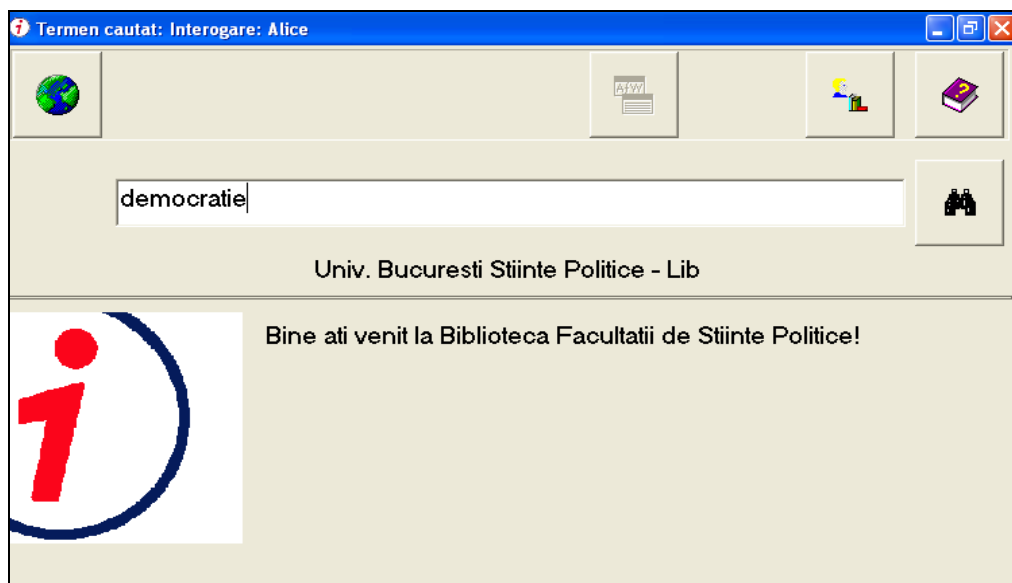 Termen cautat: Interogare: Alice
AfW
democratie
Univ. Bucuresti Stiinte Politice - Lib
Bine ati venit la Biblioteca Facultatii de Stiinte Politice!